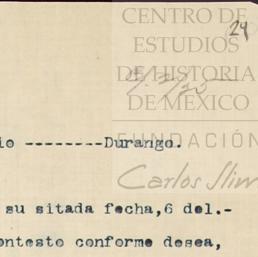 CENTRO DE
24
ESTUDIOS
DE HISTORIA
DE MÉXICO
FUNDACIÓN
Carlos Slim
io --------Durango.
su sitada fecha,6 del.-
ontesto conforme desea,